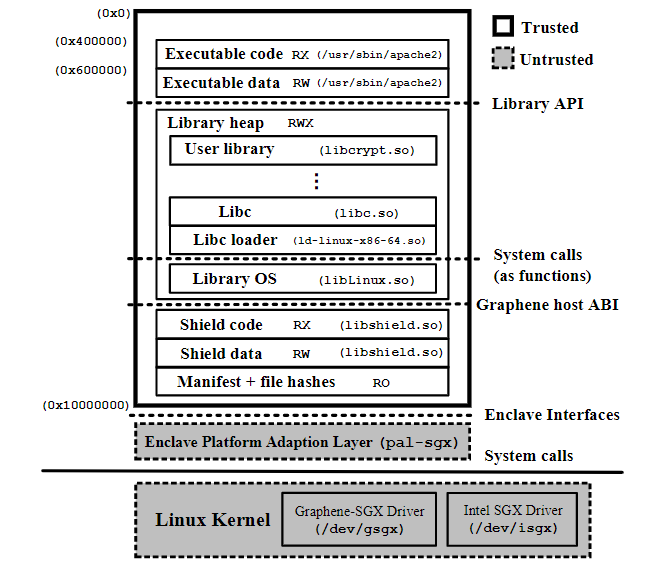 (0x0)
Trusted
(0x400000)
Executable code RX (/usr/sbin/apache2)
Untrusted
(0x600000)
Executable data RW (/usr/sbin/apache2)
Library API
Library heap RWX
User library (libcrypt.so)
⋮
Libc (libc.so)
Libc loader (ld-linux-x86-64.so)
System calls
(as functions)
Library OS (libLinux.so)
Graphene host ABI
Shield code RX (libshield.so)
Shield data RW (libshield.so)
Manifest + file hashes RO
(0x10000000)
Enclave Interfaces
Enclave Platform Adaption Layer (pal-sgx)
System calls
Linux Kernel
Graphene-SGX Driver
(/dev/gsgx)
Intel SGX Driver
(/dev/isgx)